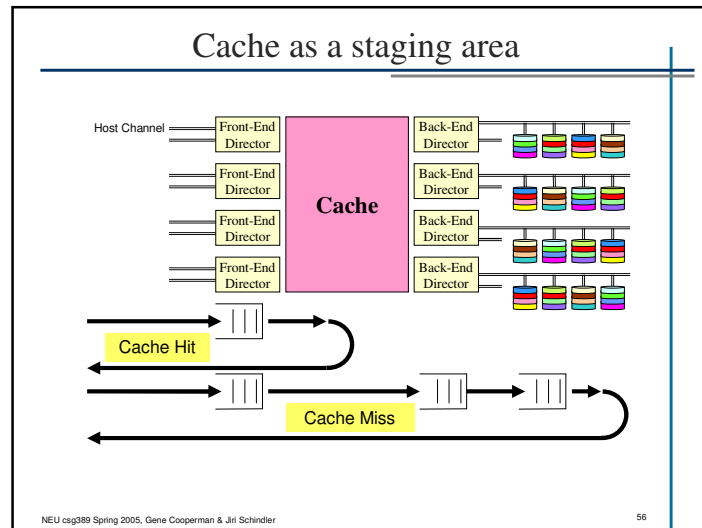 Cache as a staging area
Host Channel
Front-End
Director
Back-End
Director
Front-End
Director
Back-End
Director
Cache
Front-End
Director
Back-End
Director
Front-End
Director
Back-End
Director
Cache Hit
Cache Miss
NEU csg389 Spring 2005, Gene Cooperman & Jiri Schindler
56